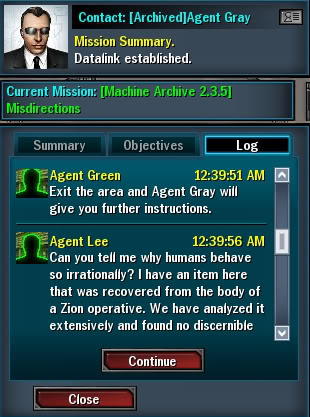 Contact: [Archived]Agent Gray
Mission Summary.
Datalink established.
Current Mission: [Machine Archive 2.3.5]
Misdirections
Summary
Objectives
Log
Agent Green 12:39:51 AM
Exit the area and Agent Gray will
give you further instructions.
Agent Lee 12:39:56 AM
Can you tell me why humans behave
so irrationally? I have an item here
that was recovered from the body of
a Zion operative. We have analyzed it
extensively and found no discernible
Continue
Close